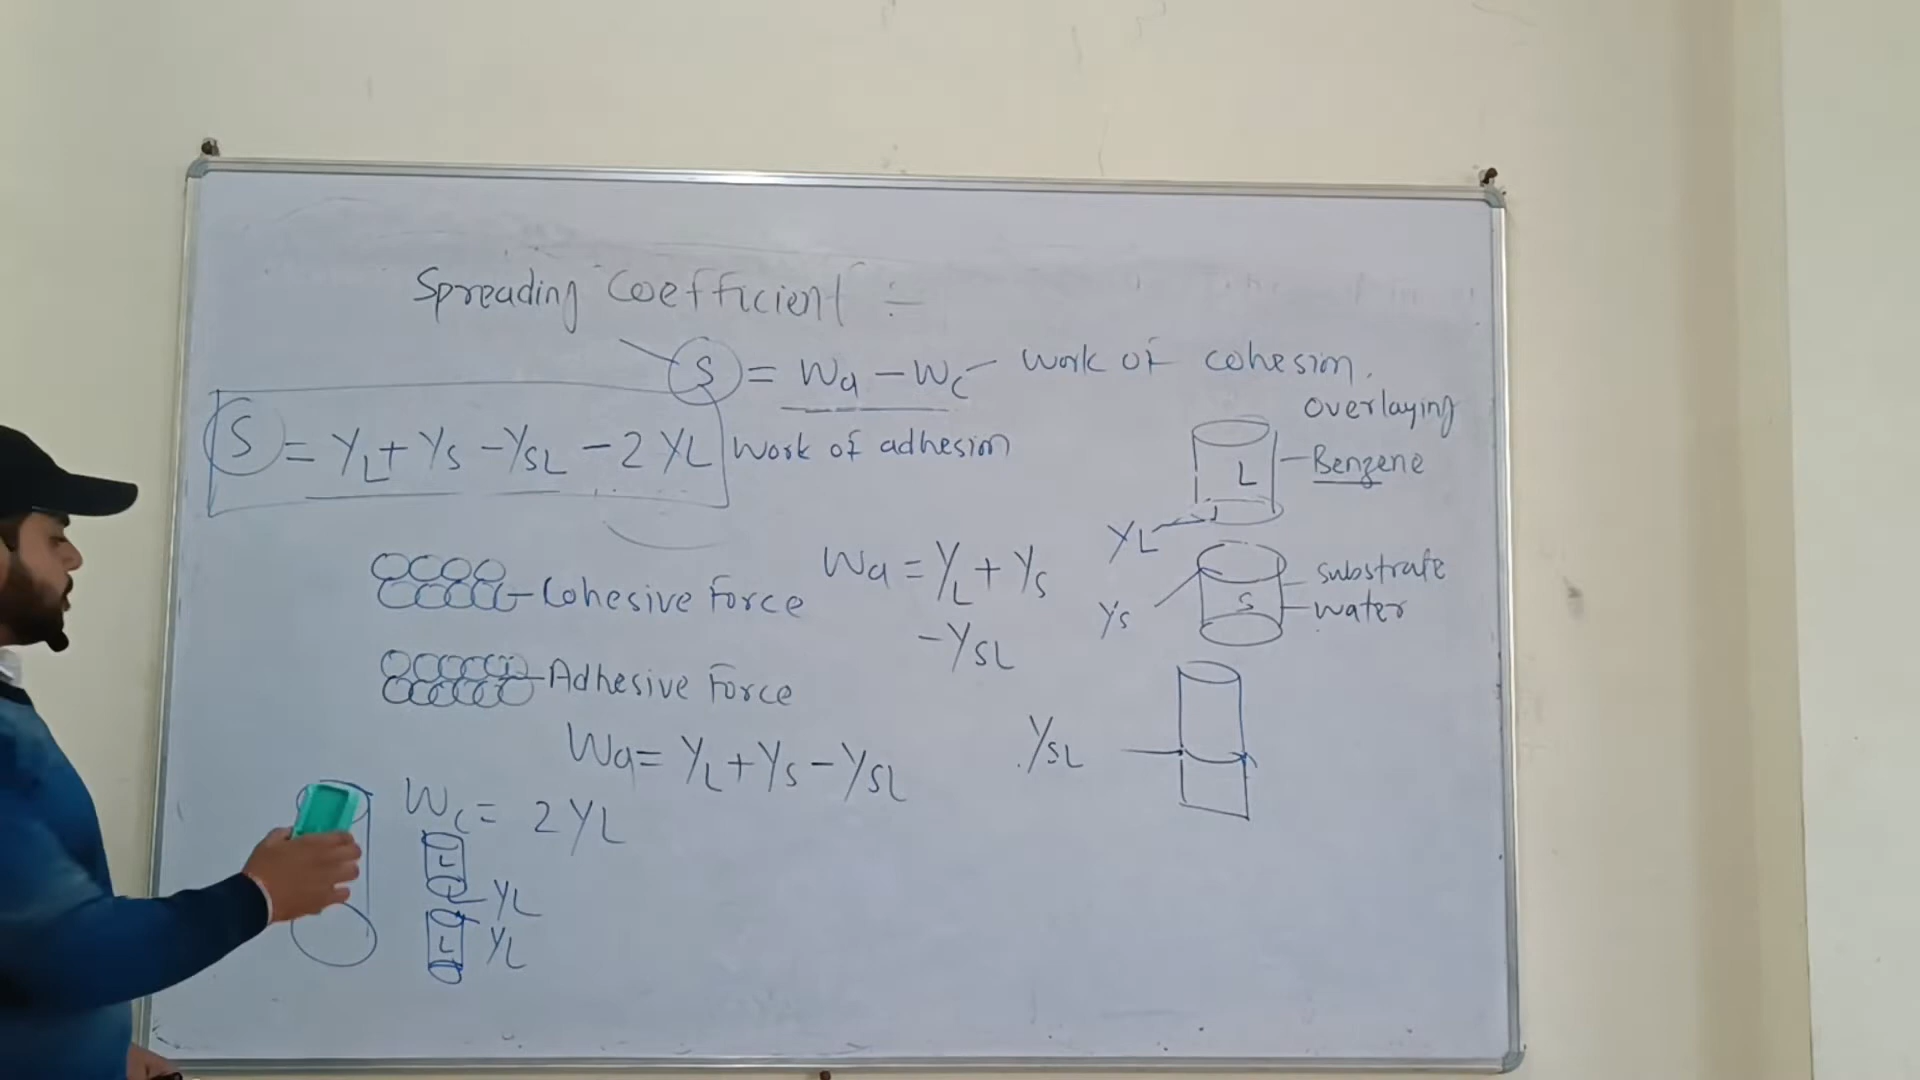 Spreading Coefficient :-
S = Wa - Wc - Work of cohesion.
S = γL + γS - γSL - 2γL
Work of adhesion
overlaying
L
Benzene
γL
substrate
S
water
γS
Cohesive Force
Wa = γL + γS
- γSL
Adhesive Force
Wa = γL + γS - γSL
γSL
Wc = 2γL
L
γL
L
γL